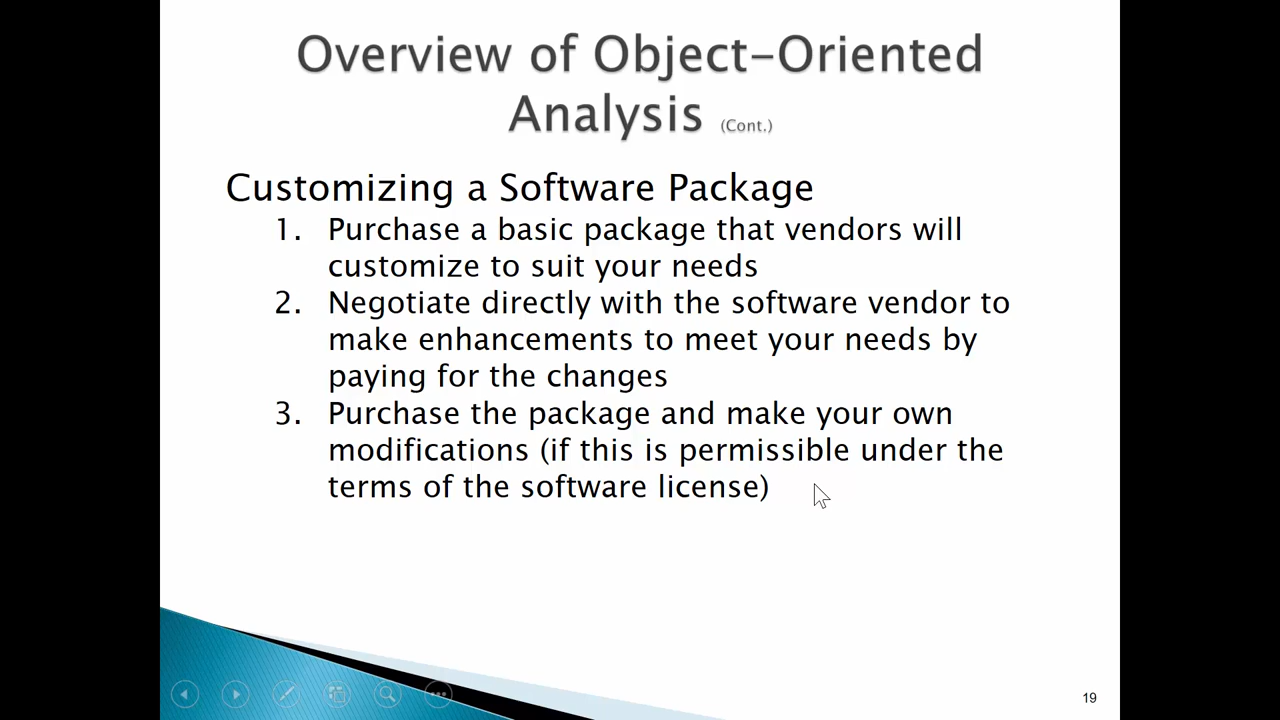 Overview of Object-Oriented
Analysis (Cont.)
Customizing a Software Package
1. Purchase a basic package that vendors will
customize to suit your needs
2. Negotiate directly with the software vendor to
make enhancements to meet your needs by
paying for the changes
3. Purchase the package and make your own
modifications (if this is permissible under the
terms of the software license)
19